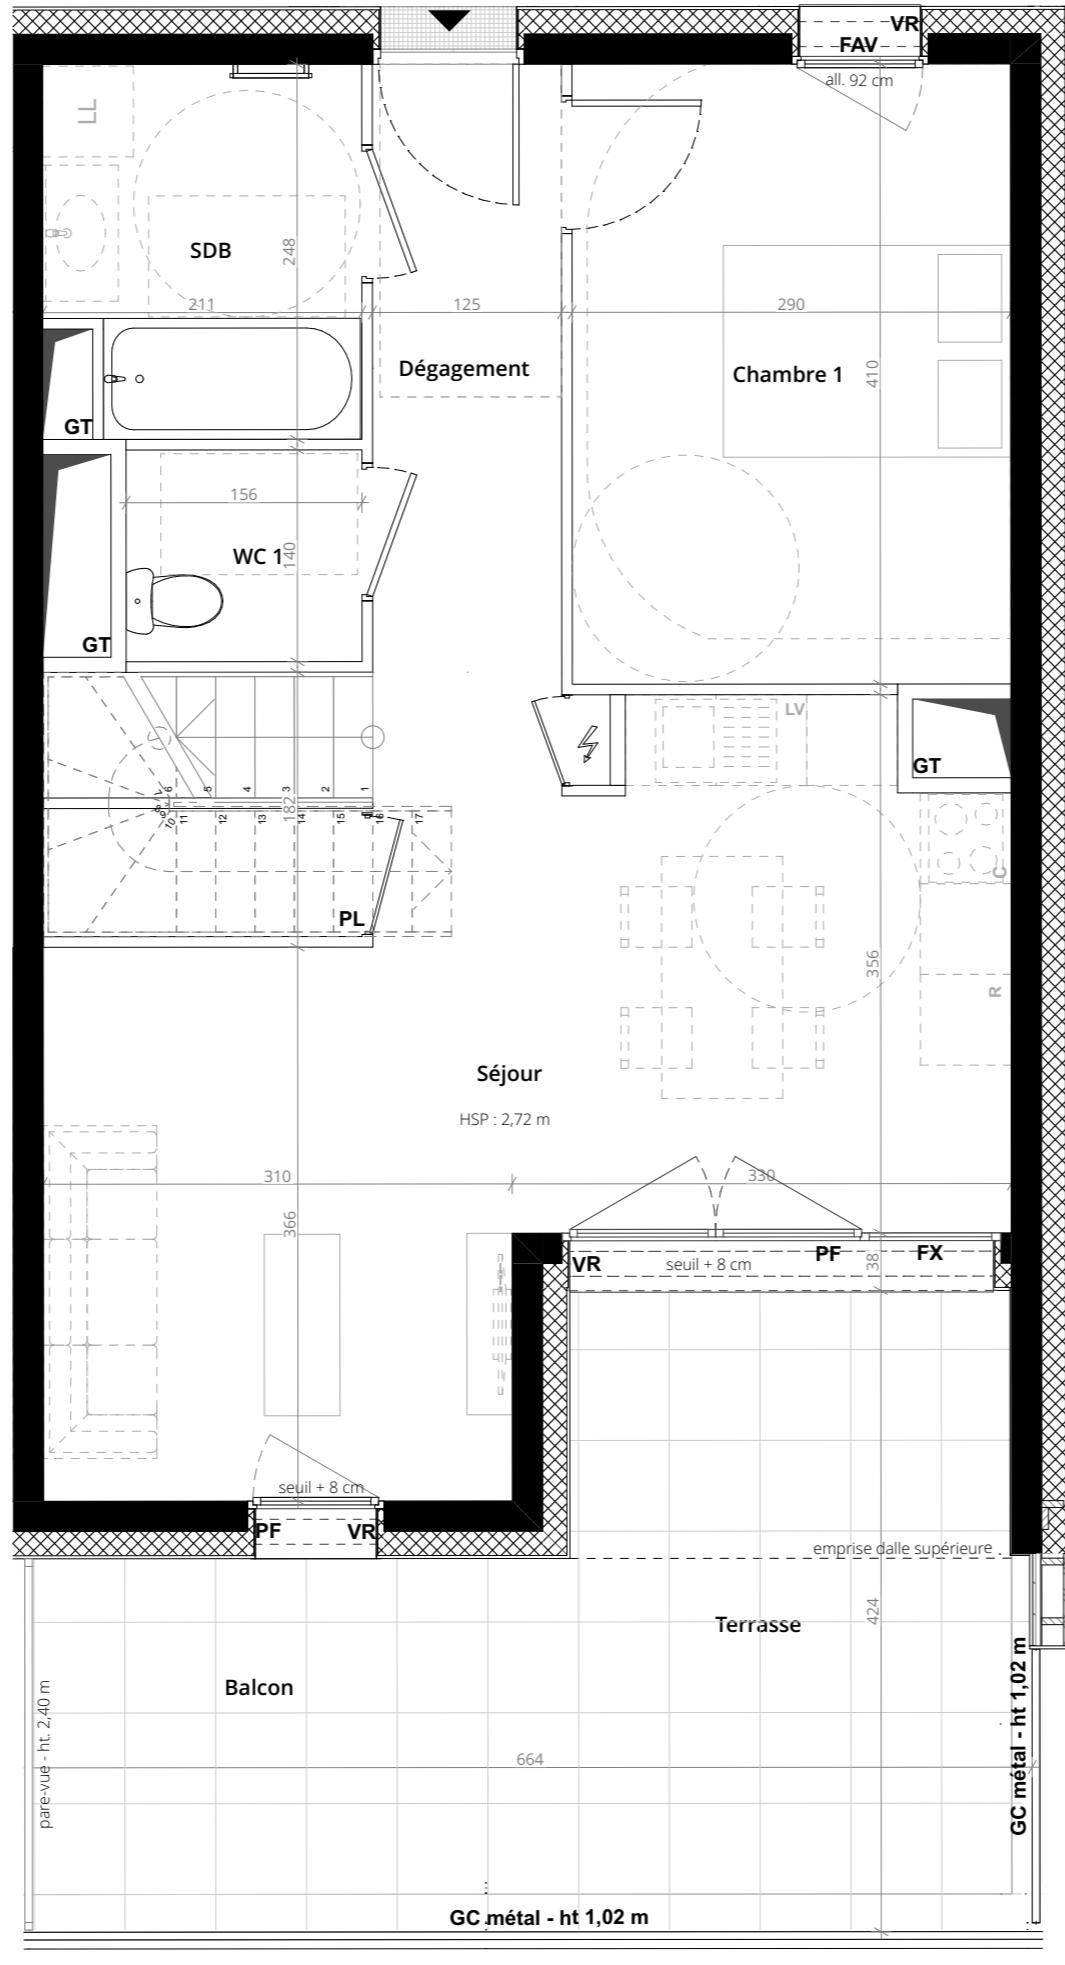 VR
FAV
all. 92 cm
LL
SDB
248
211
125
290
Dégagement
Chambre 1
410
GT
156
WC 1
140
GT
LV
GT
1
2
3
4
5
6
7
8
9
10
11
12
13
14
15
16
17
182
PL
C
356
R
Séjour
HSP : 2,72 m
310
330
366
VR
seuil + 8 cm
PF
FX
38
seuil + 8 cm
PF
VR
emprise dalle supérieure
424
Terrasse
Balcon
pare-vue - ht. 2,40 m
GC métal - ht 1,02 m
664
GC métal - ht 1,02 m